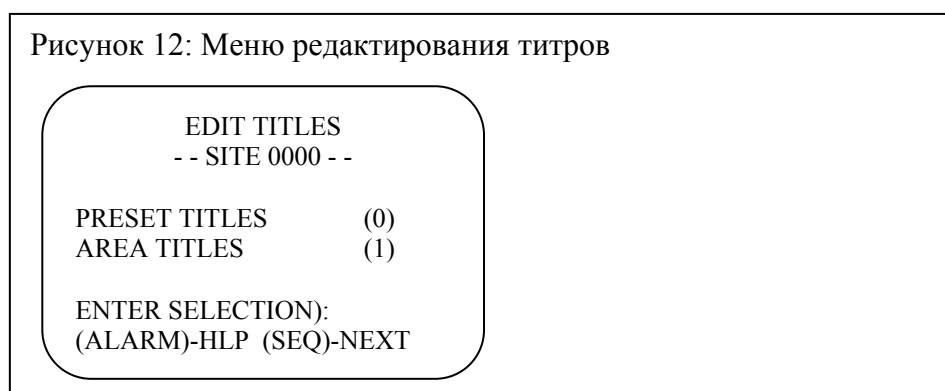 Рисунок 12: Меню редактирования титров
EDIT TITLES
- - SITE 0000 - -
PRESET TITLES (0)
AREA TITLES (1)
ENTER SELECTION):
(ALARM)-HLP (SEQ)-NEXT